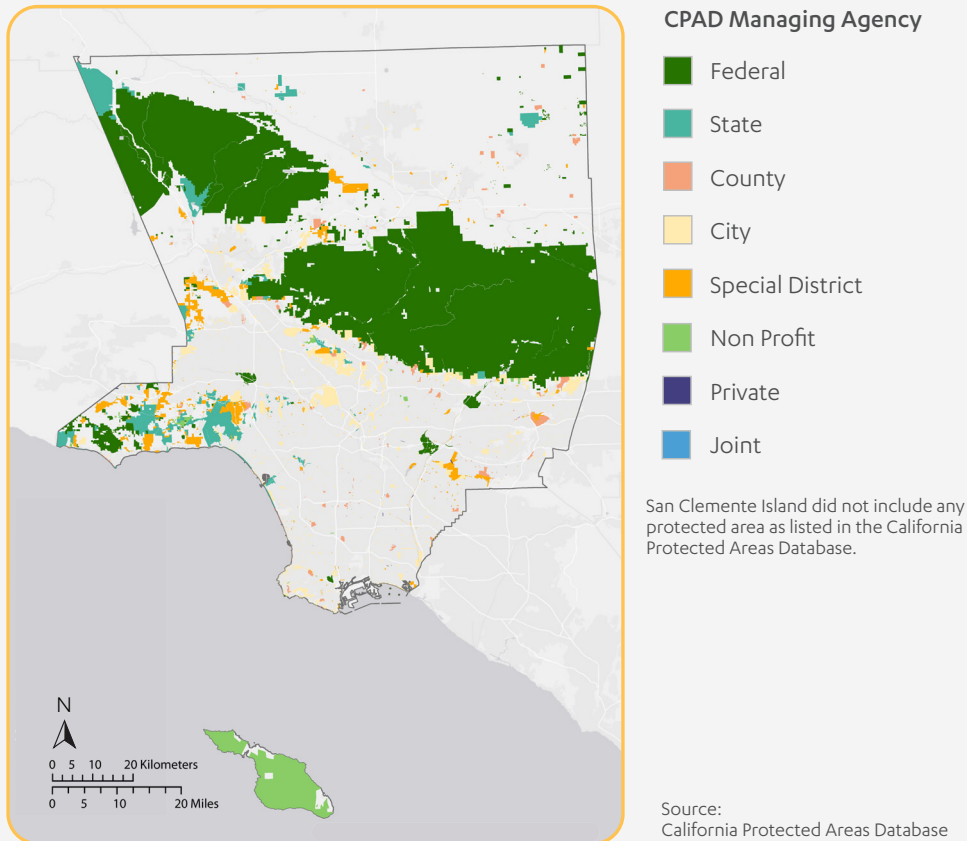 CPAD Managing Agency
Federal
State
County
City
Special District
Non Profit
Private
Joint
San Clemente Island did not include any
protected area as listed in the California
Protected Areas Database.
N
0 5 10 20 Kilometers
0 5 10 20 Miles
Source:
California Protected Areas Database